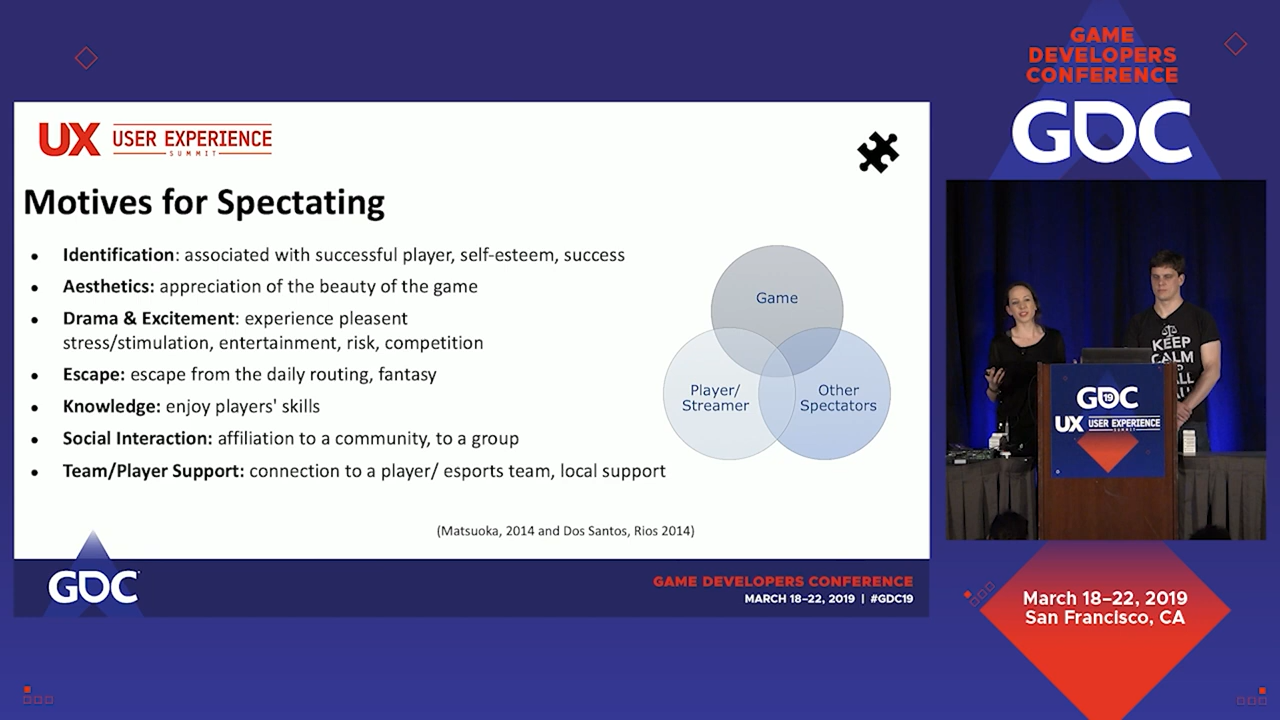 GAME
DEVELOPERS
CONFERENCE
GDC
UX USER EXPERIENCE
SUMMIT
Motives for Spectating
• Identification: associated with successful player, self-esteem, success
• Aesthetics: appreciation of the beauty of the game
• Drama & Excitement: experience pleasent
stress/stimulation, entertainment, risk, competition
• Escape: escape from the daily routing, fantasy
• Knowledge: enjoy players' skills
• Social Interaction: affiliation to a community, to a group
• Team/Player Support: connection to a player/ esports team, local support
Game
Player/
Streamer
Other
Spectators
(Matsuoka, 2014 and Dos Santos, Rios 2014)
GDC
GAME DEVELOPERS CONFERENCE
MARCH 18–22, 2019 | #GDC19
KEEP
CALM
GDC
19
UX USER EXPERIENCE
SUMMIT
March 18–22, 2019
San Francisco, CA